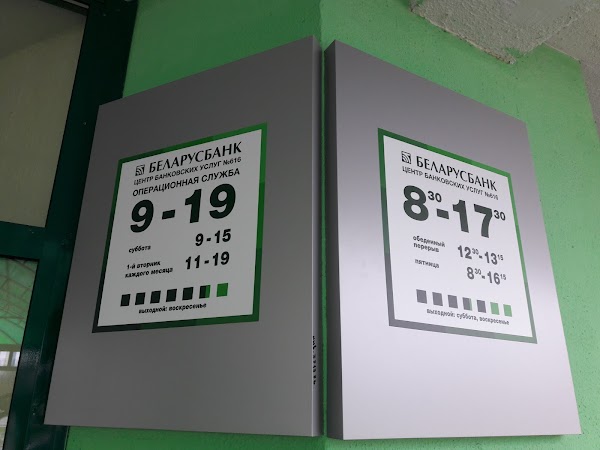 БЕЛАРУСБАНК
ЦЕНТР БАНКОВСКИХ УСЛУГ №616
ОПЕРАЦИОННАЯ СЛУЖБА
9-19
суббота 9-15
1-й вторник
каждого месяца 11-19
выходной: воскресенье
БЕЛАРУСБАНК
ЦЕНТР БАНКОВСКИХ УСЛУГ №616
8³⁰-17³⁰
обеденный
перерыв 12³⁰-13¹⁵
пятница 8³⁰-16¹⁵
выходной: суббота, воскресенье